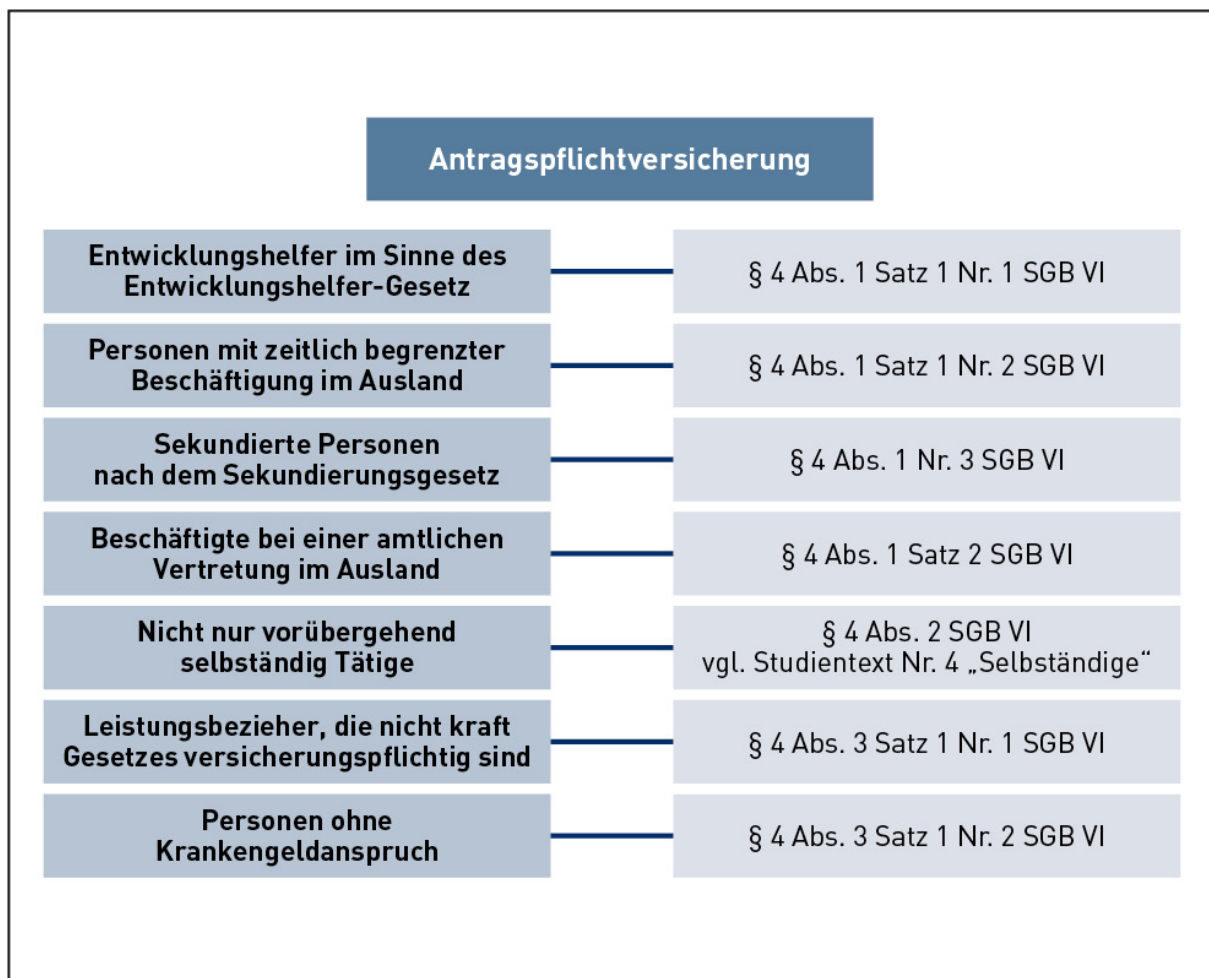 Antragspflichtversicherung
Entwicklungshelfer im Sinne des
Entwicklungshelfer-Gesetz
§ 4 Abs. 1 Satz 1 Nr. 1 SGB VI
Personen mit zeitlich begrenzter
Beschäftigung im Ausland
§ 4 Abs. 1 Satz 1 Nr. 2 SGB VI
Sekundierte Personen
nach dem Sekundierungsgesetz
§ 4 Abs. 1 Nr. 3 SGB VI
Beschäftigte bei einer amtlichen
Vertretung im Ausland
§ 4 Abs. 1 Satz 2 SGB VI
Nicht nur vorübergehend
selbständig Tätige
§ 4 Abs. 2 SGB VI
vgl. Studientext Nr. 4 „Selbständige“
Leistungsbezieher, die nicht kraft
Gesetzes versicherungspflichtig sind
§ 4 Abs. 3 Satz 1 Nr. 1 SGB VI
Personen ohne
Krankengeldanspruch
§ 4 Abs. 3 Satz 1 Nr. 2 SGB VI